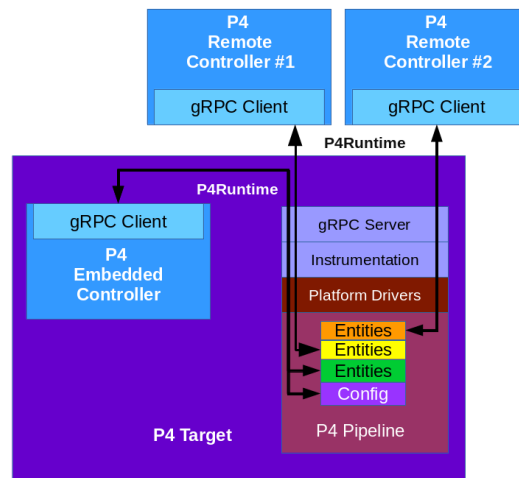 P4
Remote
Controller #1
gRPC Client
P4
Remote
Controller #2
gRPC Client
P4Runtime
P4Runtime
gRPC Client
P4
Embedded
Controller
gRPC Server
Instrumentation
Platform Drivers
Entities
Entities
Entities
Config
P4 Pipeline
P4 Target